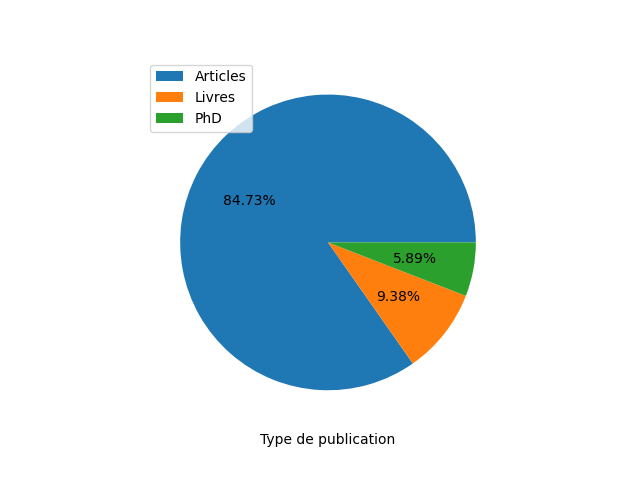 Articles
Livres
PhD
84.73%
5.89%
9.38%
Type de publication